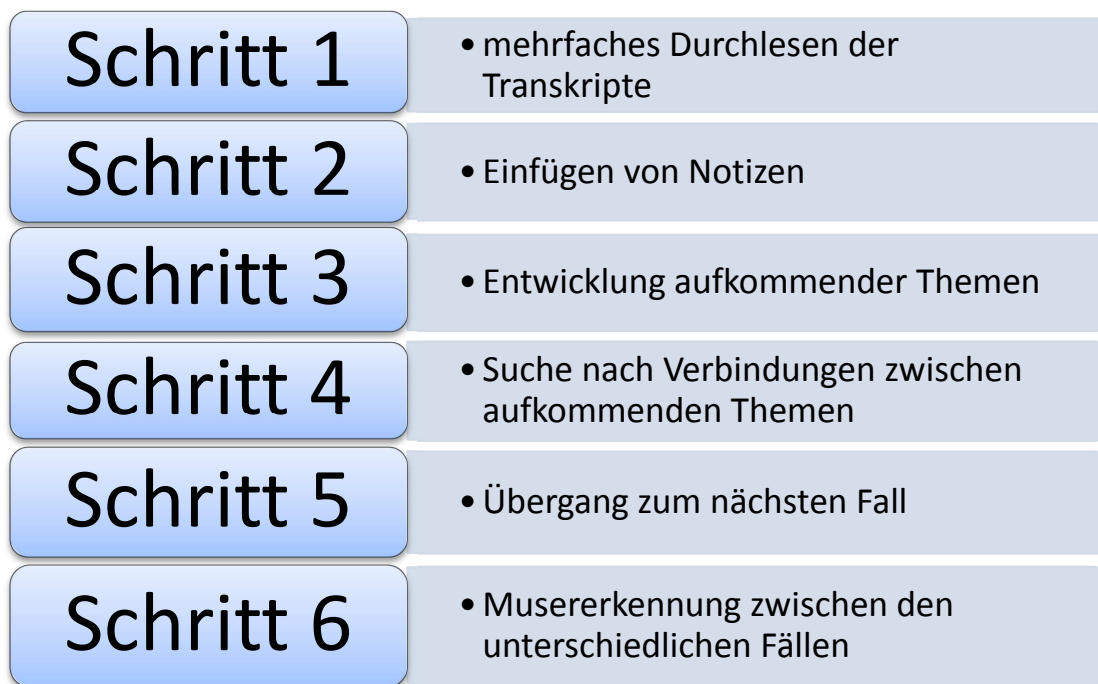 Schritt 1
• mehrfaches Durchlesen der
Transkripte
Schritt 2
• Einfügen von Notizen
Schritt 3
• Entwicklung aufkommender Themen
Schritt 4
• Suche nach Verbindungen zwischen
aufkommenden Themen
Schritt 5
• Übergang zum nächsten Fall
Schritt 6
• Musererkennung zwischen den
unterschiedlichen Fällen